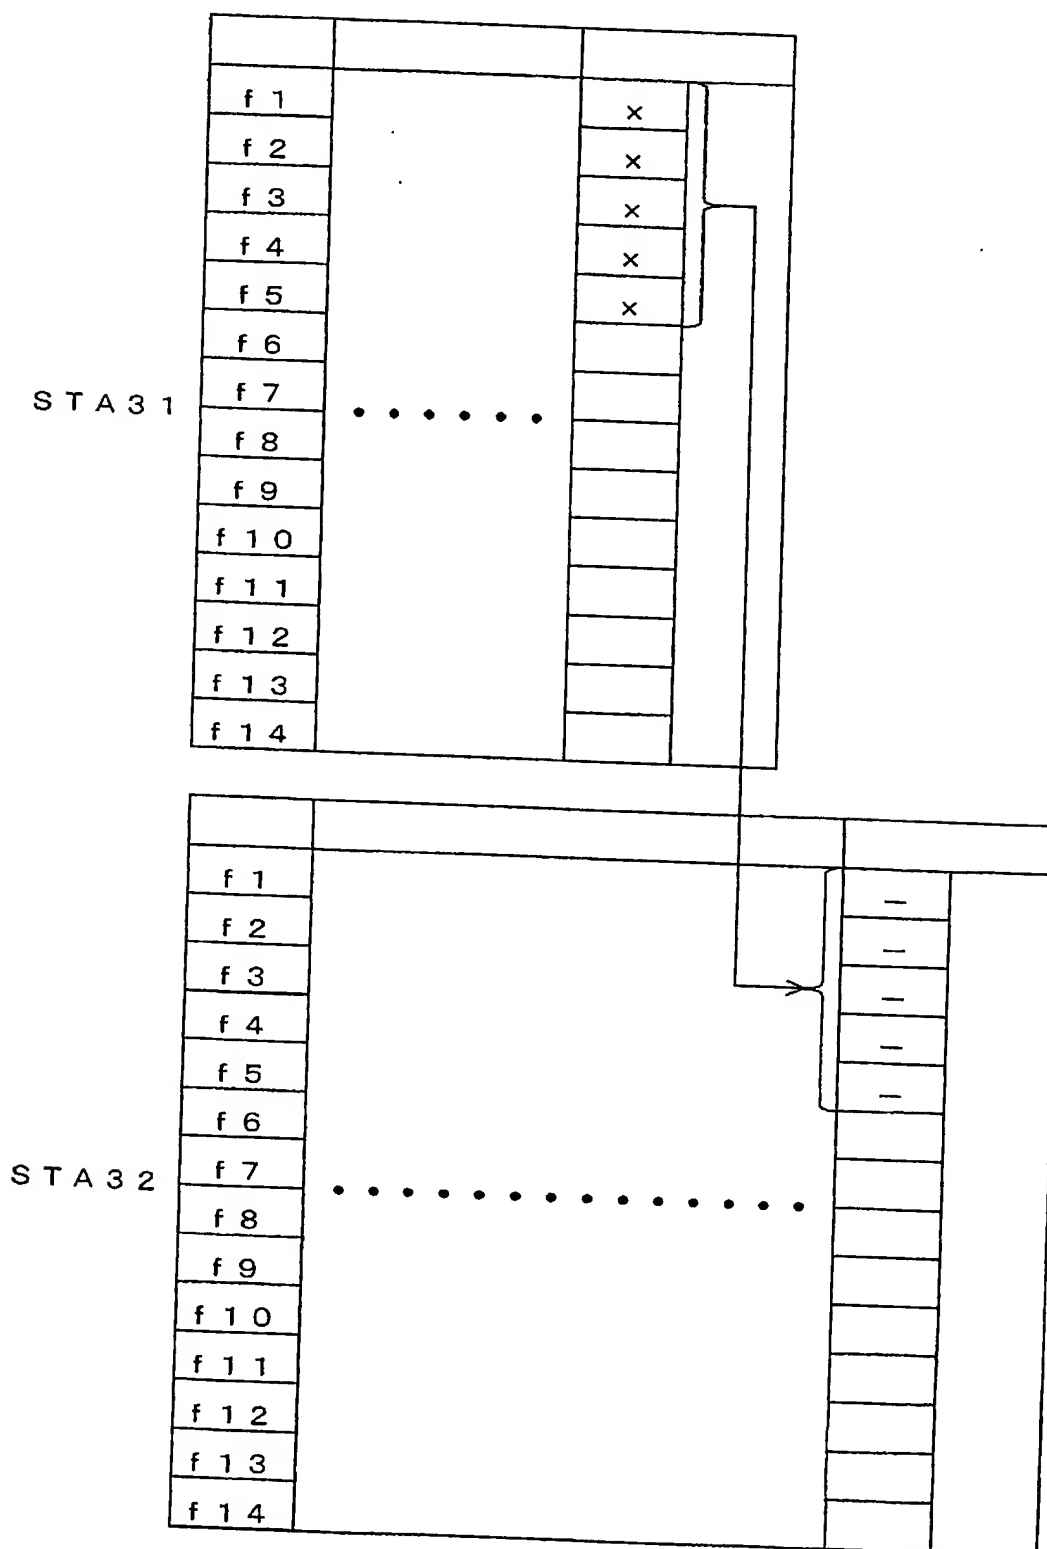 f 1 ×
f 2 ×
f 3 ×
f 4 ×
f 5 ×
f 6
f 7
STA31
f 8
f 9
f 10
f 11
f 12
f 13
f 14
f 1 —
f 2 —
f 3 —
f 4 —
f 5 —
f 6
f 7
STA32
f 8
f 9
f 10
f 11
f 12
f 13
f 14